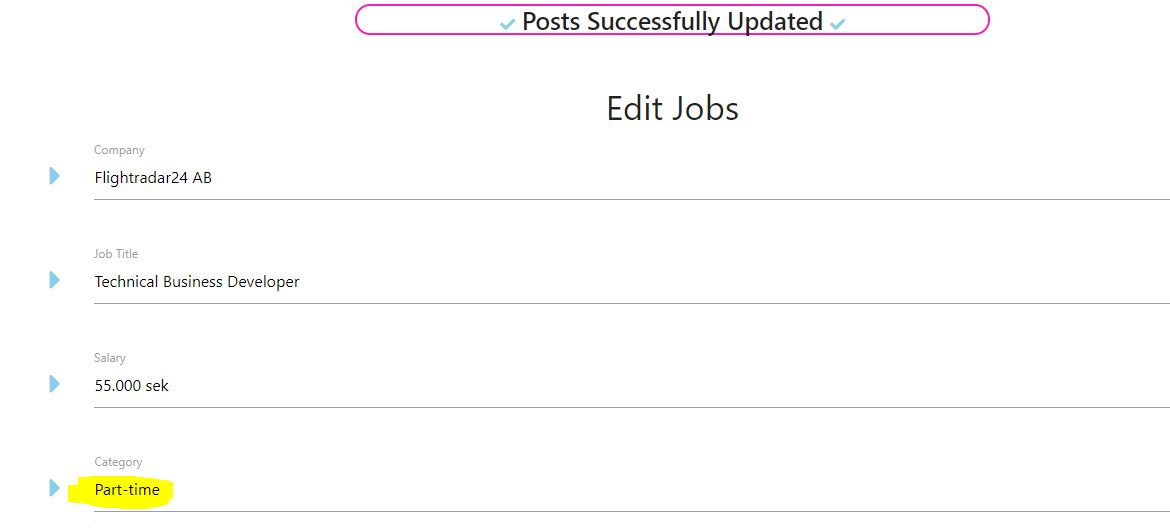 Posts Successfully Updated
Edit Jobs
Company
Flightradar24 AB
Job Title
Technical Business Developer
Salary
55.000 sek
Category
Part-time